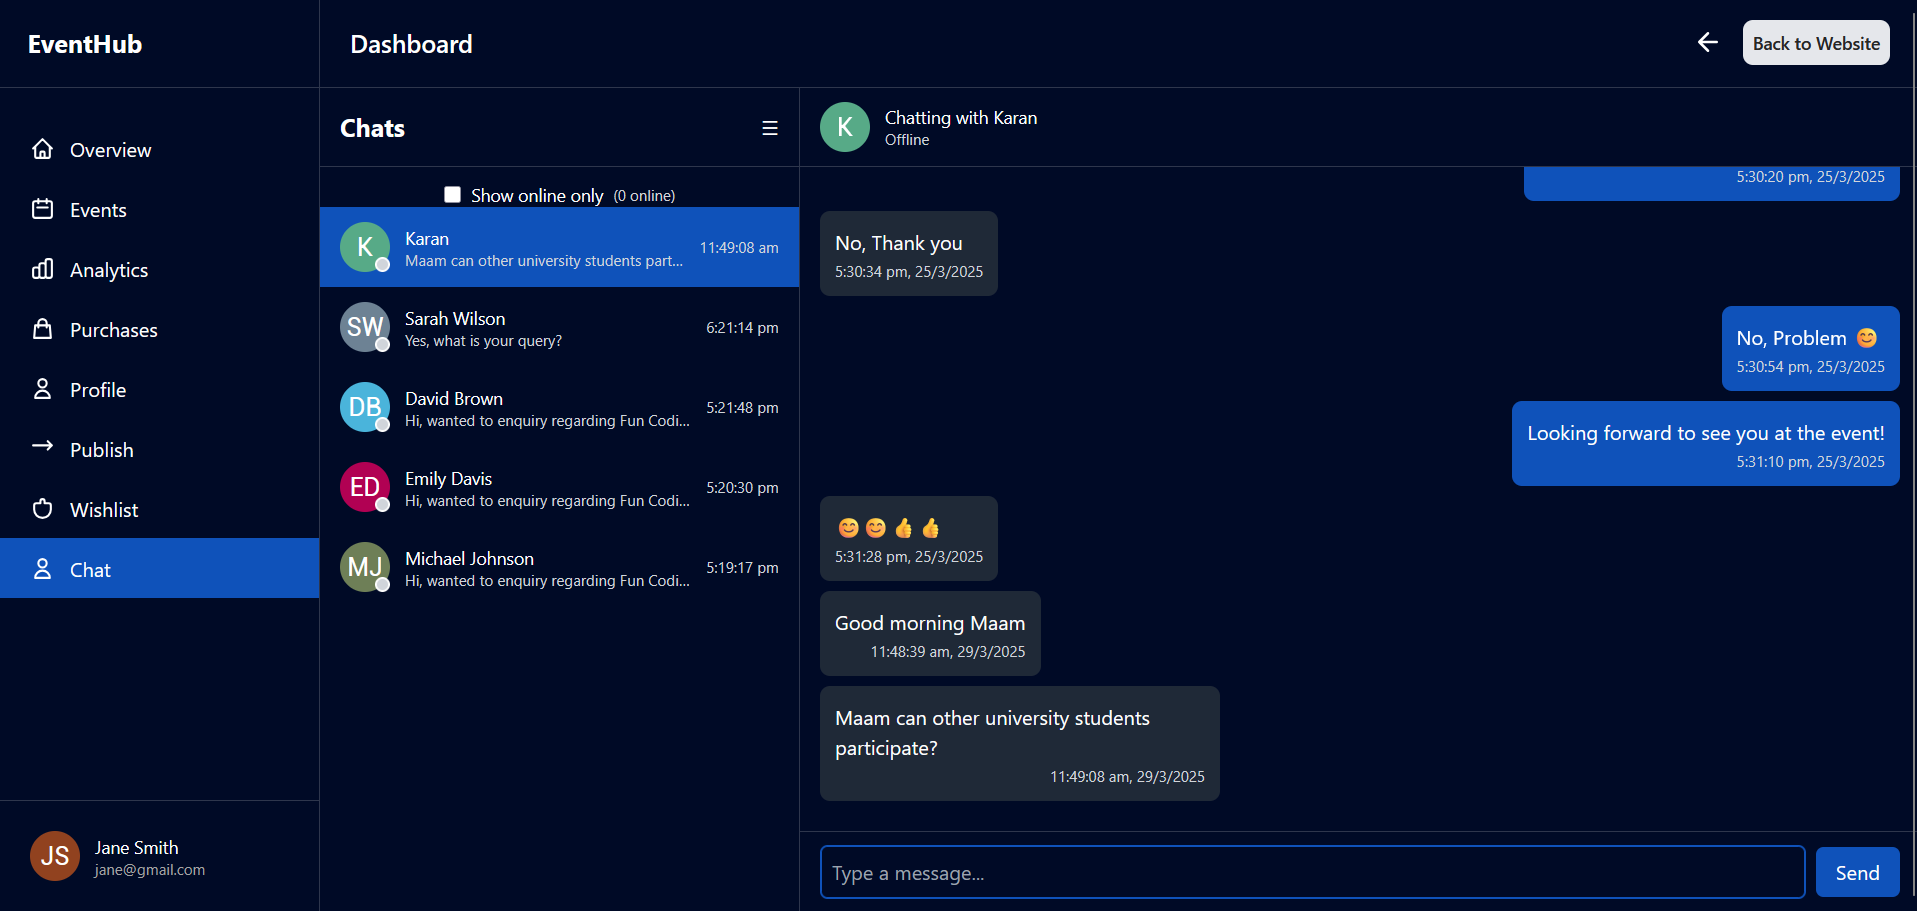 EventHub
Dashboard
Back to Website
Overview
Events
Analytics
Purchases
Profile
Publish
Wishlist
Chat
JS
Jane Smith
jane@gmail.com
Chats
Show online only (0 online)
K
Karan
Maam can other university students part...
11:49:08 am
SW
Sarah Wilson
Yes, what is your query?
6:21:14 pm
DB
David Brown
Hi, wanted to enquiry regarding Fun Codi...
5:21:48 pm
ED
Emily Davis
Hi, wanted to enquiry regarding Fun Codi...
5:20:30 pm
MJ
Michael Johnson
Hi, wanted to enquiry regarding Fun Codi...
5:19:17 pm
K
Chatting with Karan
Offline
5:30:20 pm, 25/3/2025
No, Thank you
5:30:34 pm, 25/3/2025
No, Problem 😊
5:30:54 pm, 25/3/2025
Looking forward to see you at the event!
5:31:10 pm, 25/3/2025
😊😊👍👍
5:31:28 pm, 25/3/2025
Good morning Maam
11:48:39 am, 29/3/2025
Maam can other university students
participate?
11:49:08 am, 29/3/2025
Type a message...
Send